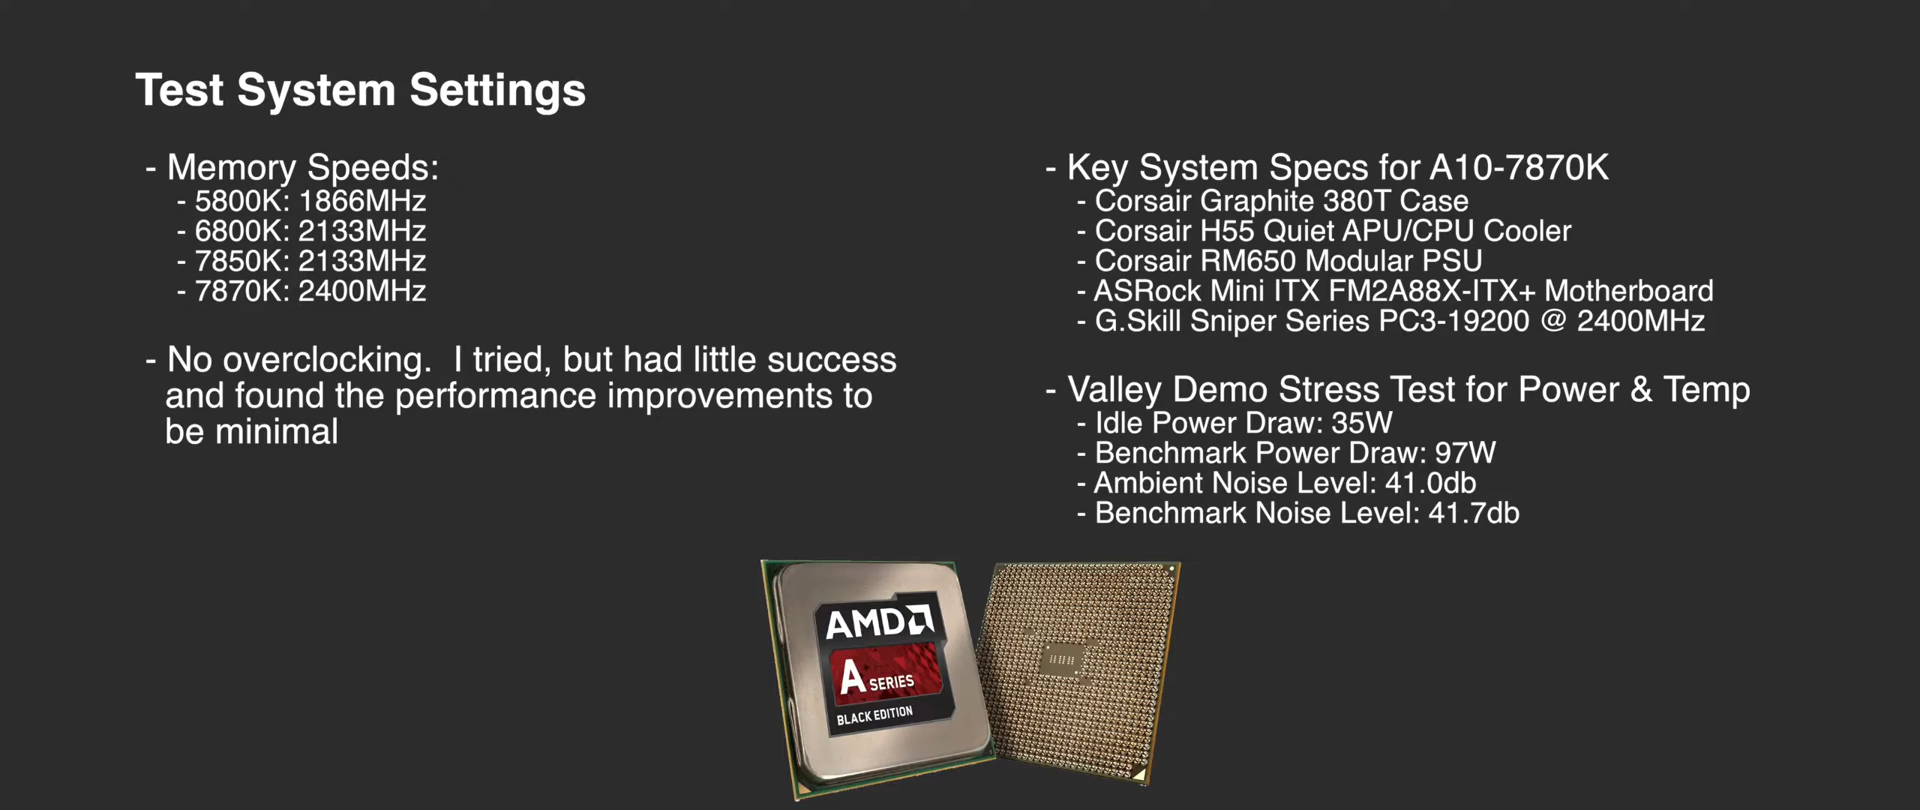 Test System Settings
- Memory Speeds:
- 5800K: 1866MHz
- 6800K: 2133MHz
- 7850K: 2133MHz
- 7870K: 2400MHz
- No overclocking.  I tried, but had little success
and found the performance improvements to
be minimal
- Key System Specs for A10-7870K
- Corsair Graphite 380T Case
- Corsair H55 Quiet APU/CPU Cooler
- Corsair RM650 Modular PSU
- ASRock Mini ITX FM2A88X-ITX+ Motherboard
- G.Skill Sniper Series PC3-19200 @ 2400MHz
- Valley Demo Stress Test for Power & Temp
- Idle Power Draw: 35W
- Benchmark Power Draw: 97W
- Ambient Noise Level: 41.0db
- Benchmark Noise Level: 41.7db
AMD
A SERIES
BLACK EDITION